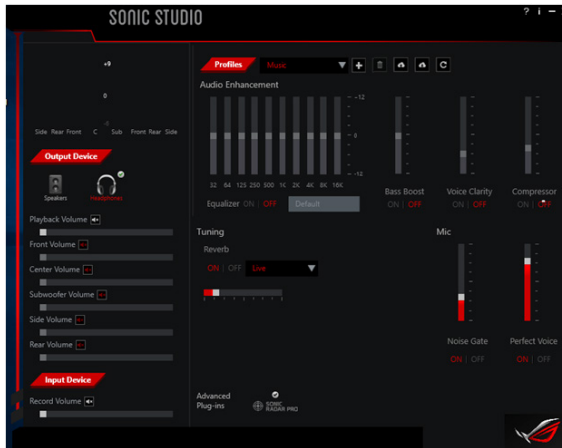 SONIC STUDIO
? i –
+9
0
Side Rear Front C Sub Front Rear Side
Output Device
Speakers Headphones
Playback Volume
Front Volume
Center Volume
Subwoofer Volume
Side Volume
Rear Volume
Input Device
Record Volume
Profiles Music
Audio Enhancement
+12
0
-12
32 64 125 250 500 1K 2K 4K 8K 16K
Equalizer ON | OFF Default
Bass Boost Voice Clarity Compressor
ON | OFF ON | OFF ON | OFF
Tuning
Reverb
ON | OFF Live
Mic
Noise Gate Perfect Voice
ON | OFF ON | OFF
Advanced
Plug-ins
SONIC
RADAR PRO